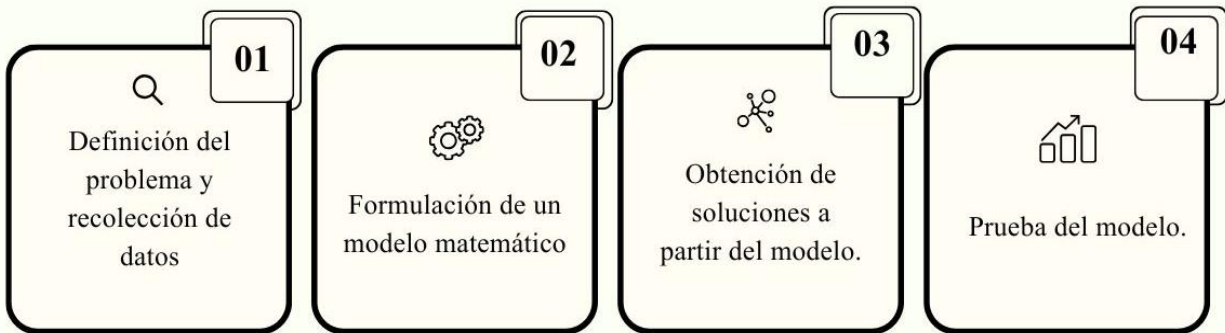 01
Definición del
problema y
recolección de
datos
02
Formulación de un
modelo matemático
03
Obtención de
soluciones a
partir del modelo.
04
Prueba del modelo.